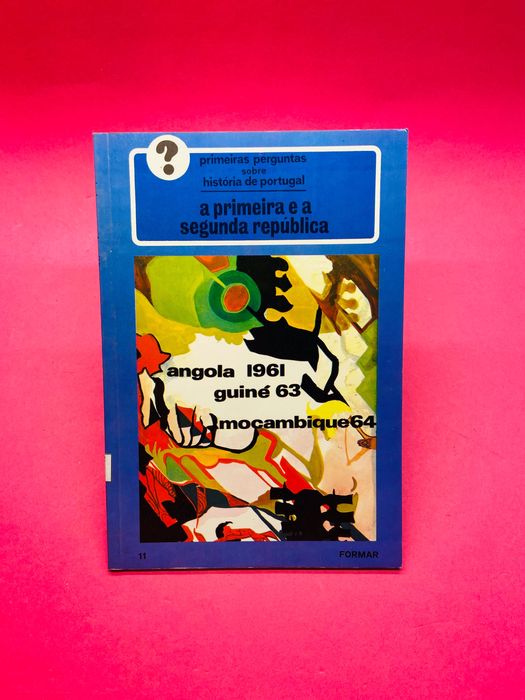 ?
primeiras perguntas
sobre
história de portugal
a primeira e a
segunda república
angola 1961
guiné 63
moçambique 64
11
FORMAR